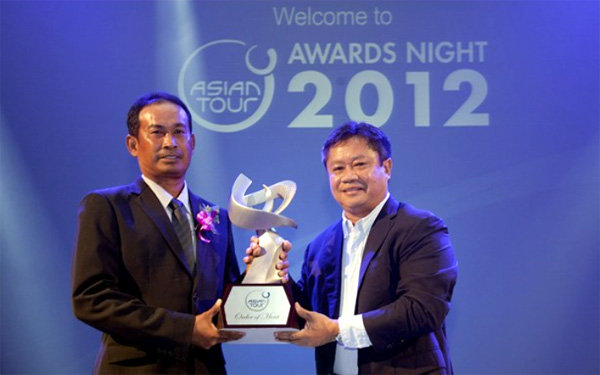 Welcome to
ASIAN TOUR
AWARDS NIGHT
2012
ASIAN TOUR
Order of Merit